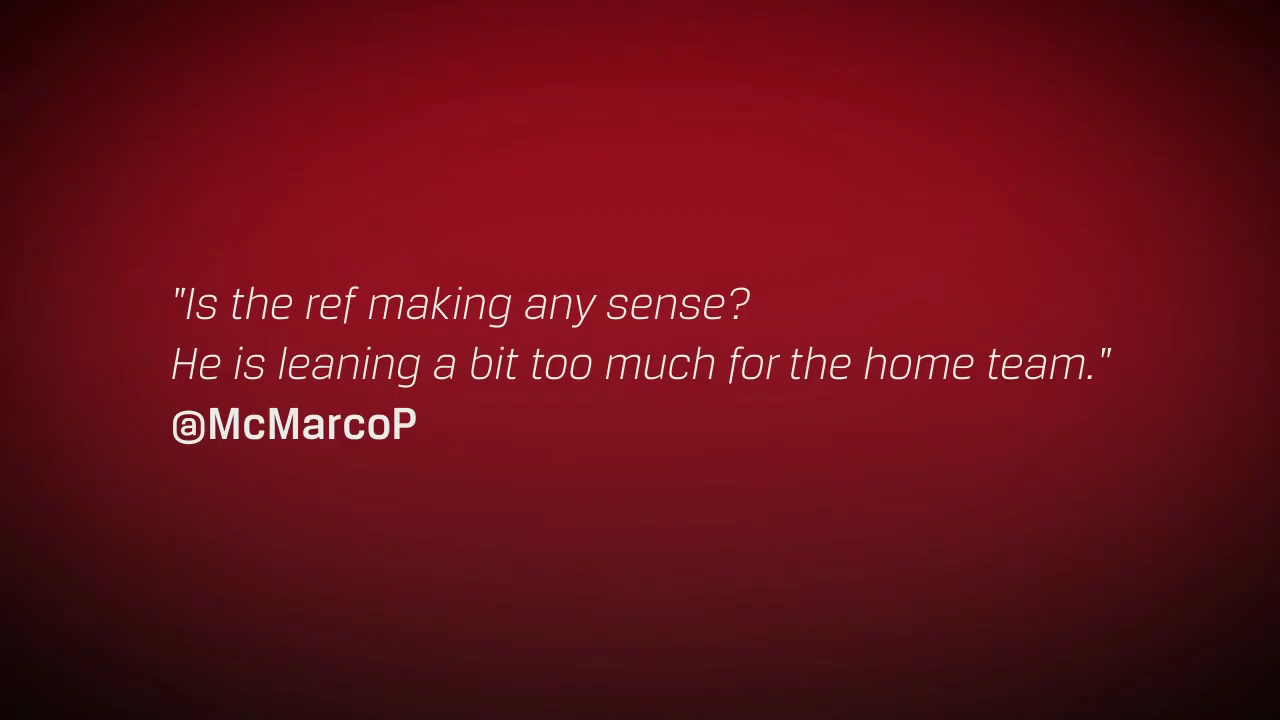 "Is the ref making any sense?
He is leaning a bit too much for the home team."
@McMarcoP